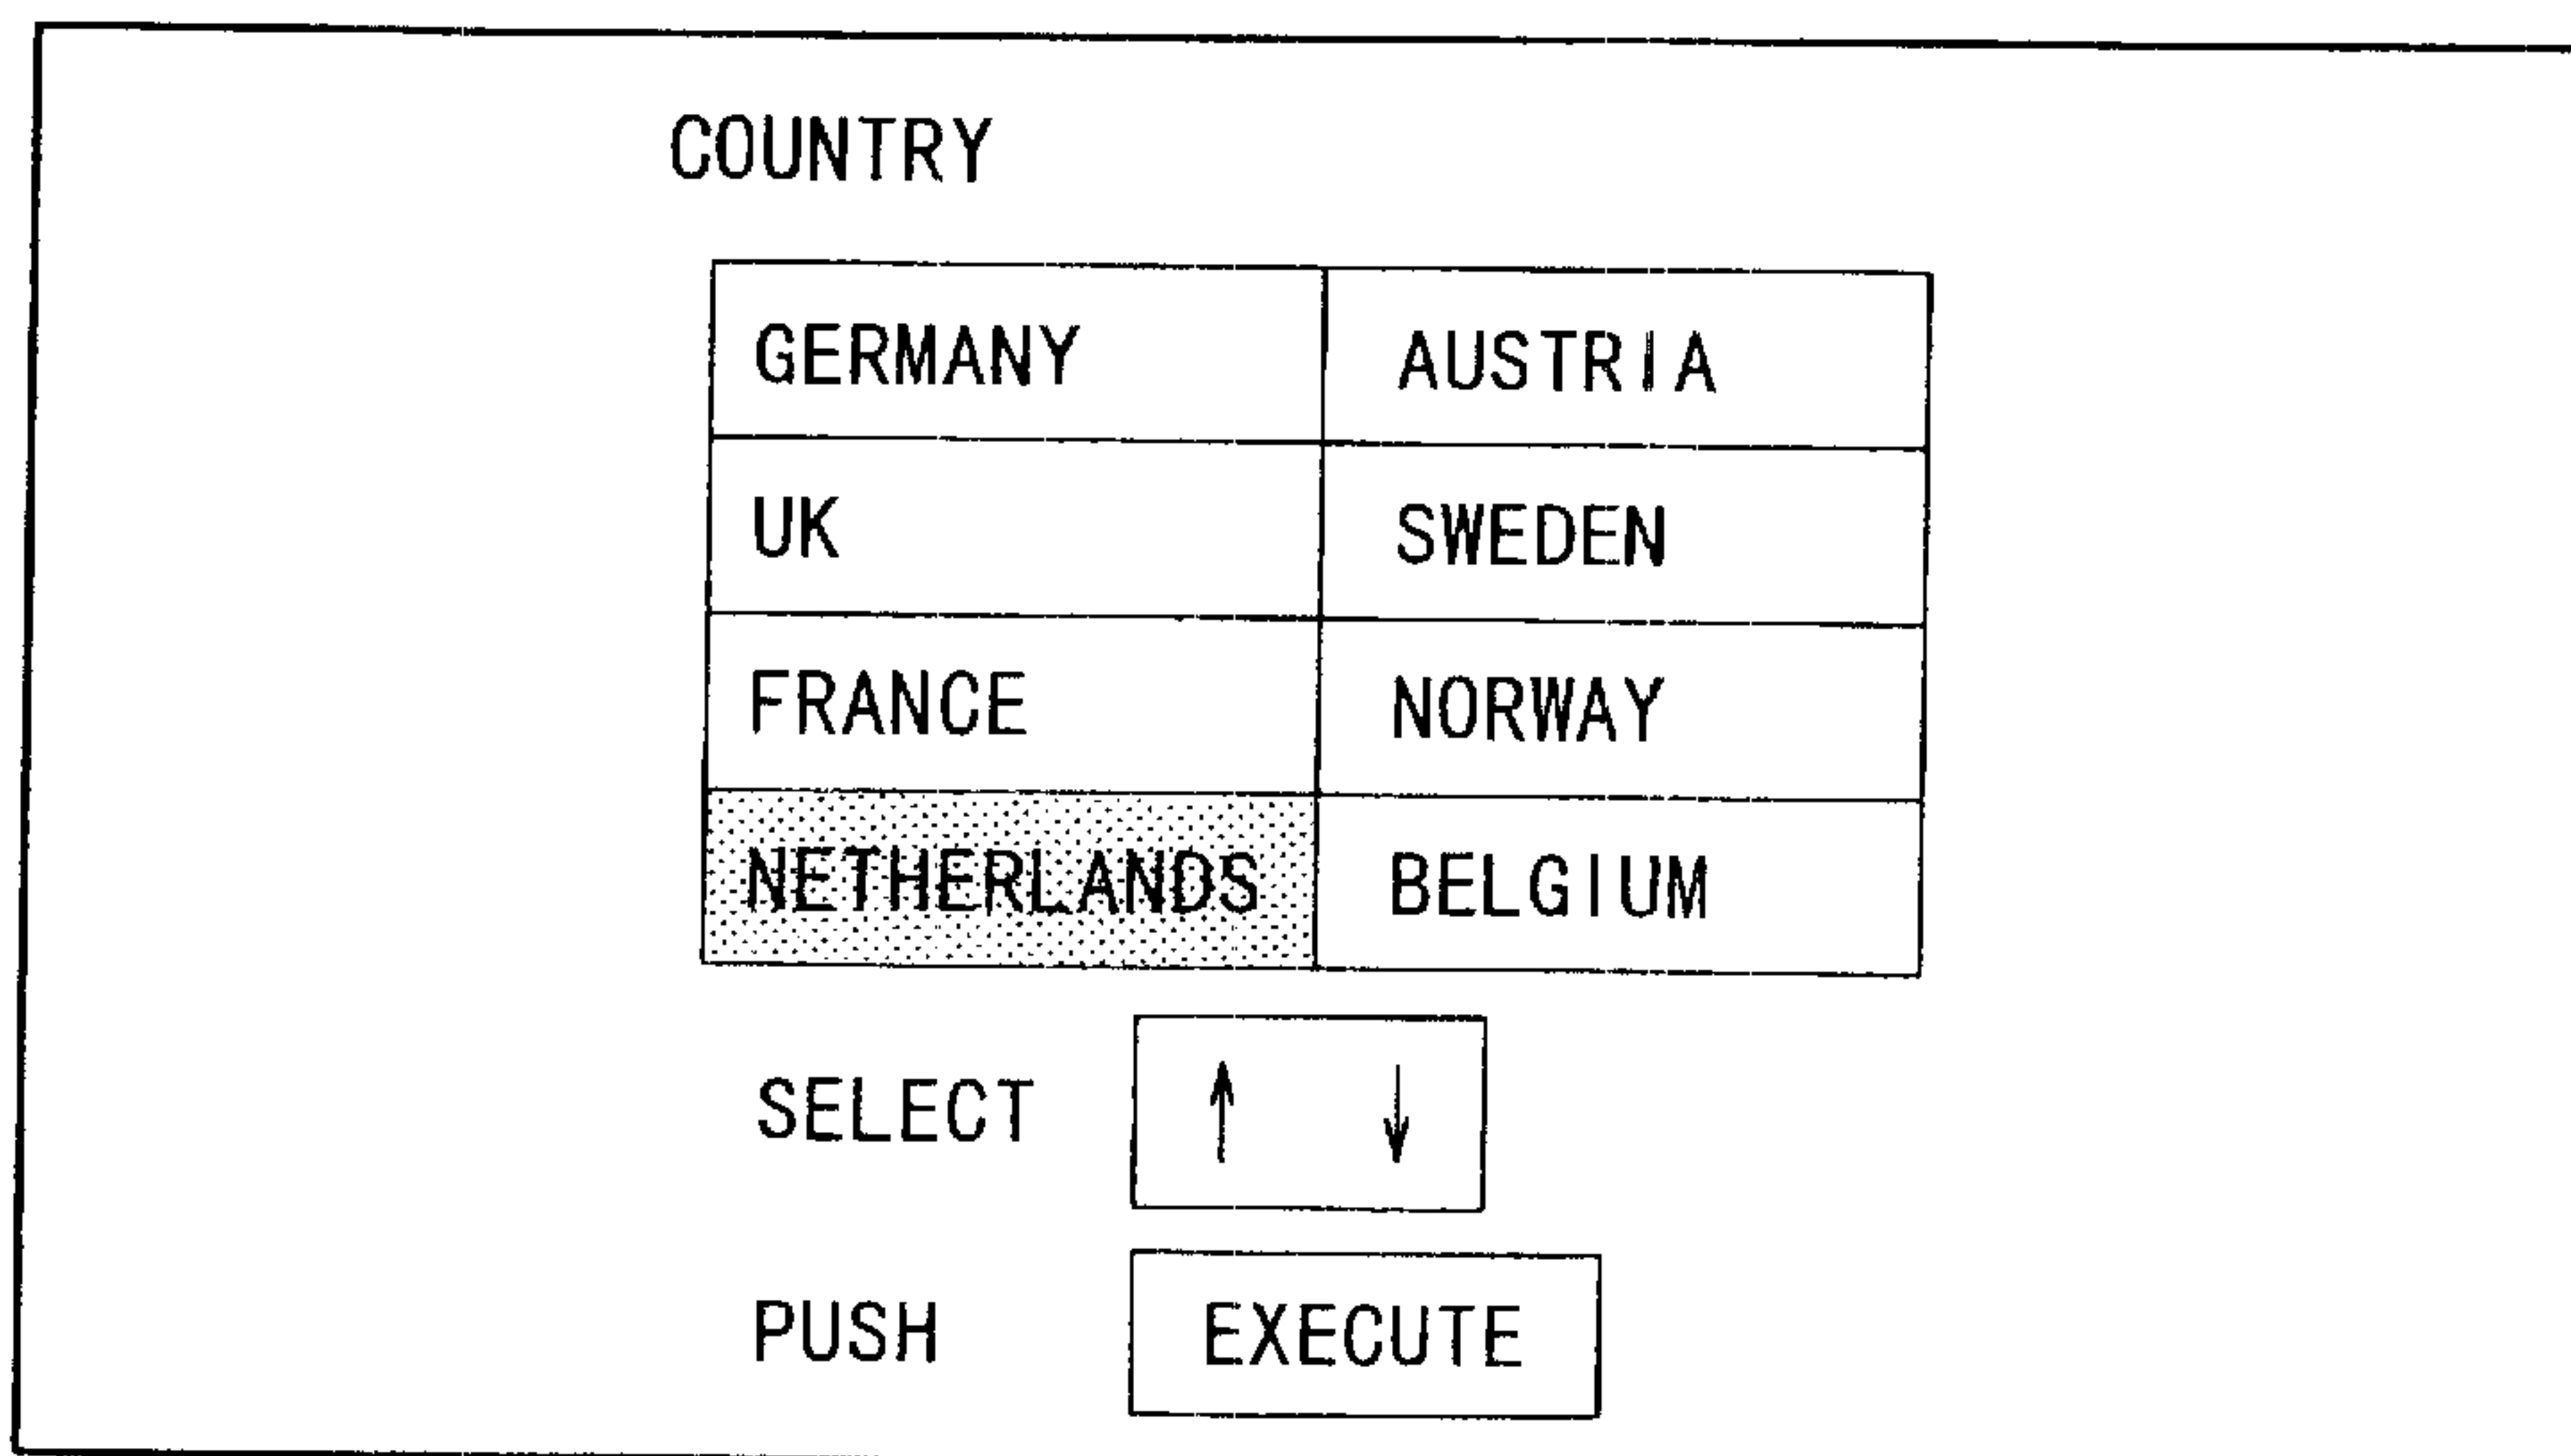 COUNTRY
GERMANY AUSTRIA
UK SWEDEN
FRANCE NORWAY
NETHERLANDS BELGIUM
SELECT ↑ ↓
PUSH EXECUTE